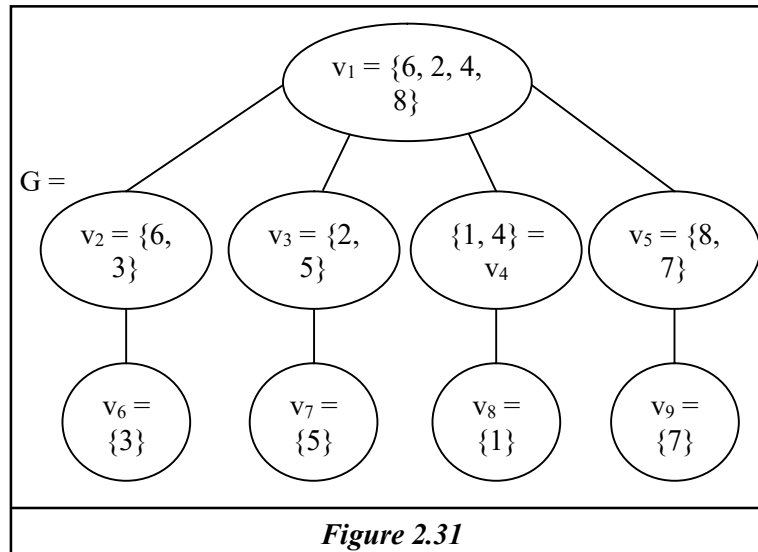 v₁ = {6, 2, 4,
8}
G =
v₂ = {6,
3}
v₃ = {2,
5}
{1, 4} =
v₄
v₅ = {8,
7}
v₆ =
{3}
v₇ =
{5}
v₈ =
{1}
v₉ =
{7}
Figure 2.31